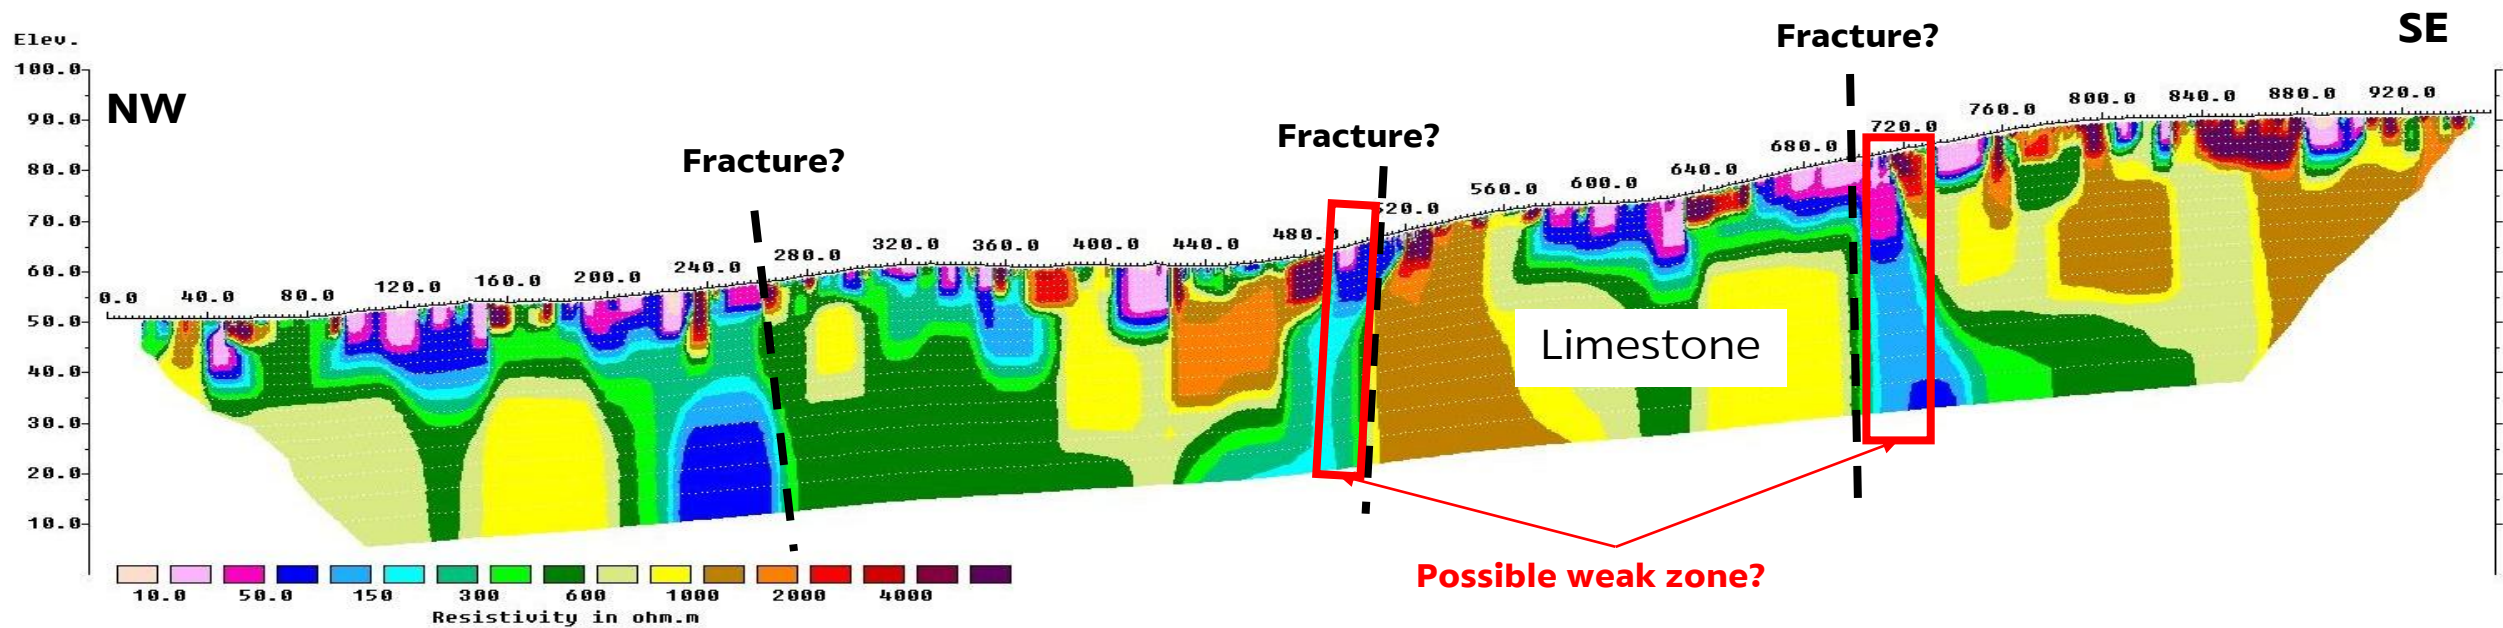 SE
Fracture?
Elev.
100.0
NW
90.0
80.0
70.0
60.0
50.0
40.0
30.0
20.0
10.0
Fracture?
Fracture?
0.0 40.0 80.0 120.0 160.0 200.0 240.0 280.0 320.0 360.0 400.0 440.0 480.0 520.0 560.0 600.0 640.0 680.0 720.0 760.0 800.0 840.0 880.0 920.0
Limestone
Possible weak zone?
10.0 50.0 150 300 600 1000 2000 4000
Resistivity in ohm.m